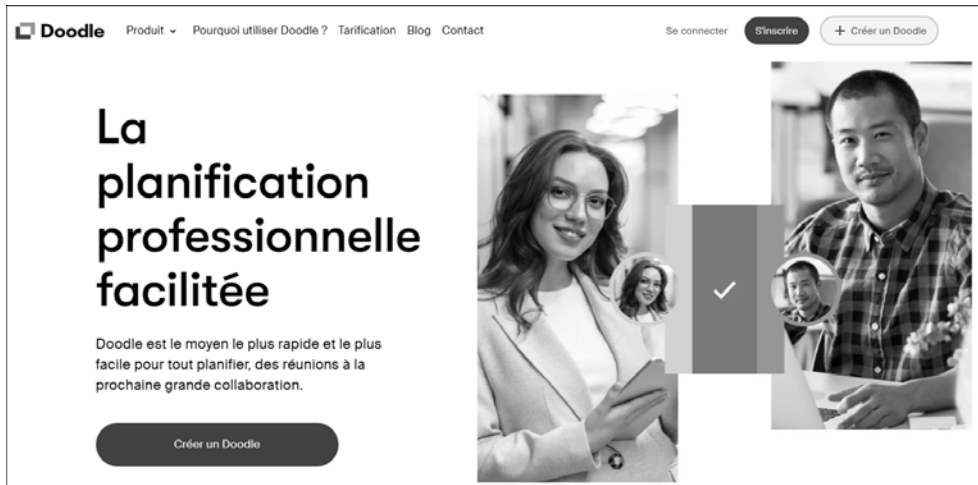 Doodle Produit Pourquoi utiliser Doodle ? Tarification Blog Contact Se connecter S'inscrire + Créer un Doodle
La
planification
professionnelle
facilitée
Doodle est le moyen le plus rapide et le plus
facile pour tout planifier, des réunions à la
prochaine grande collaboration.
Créer un Doodle